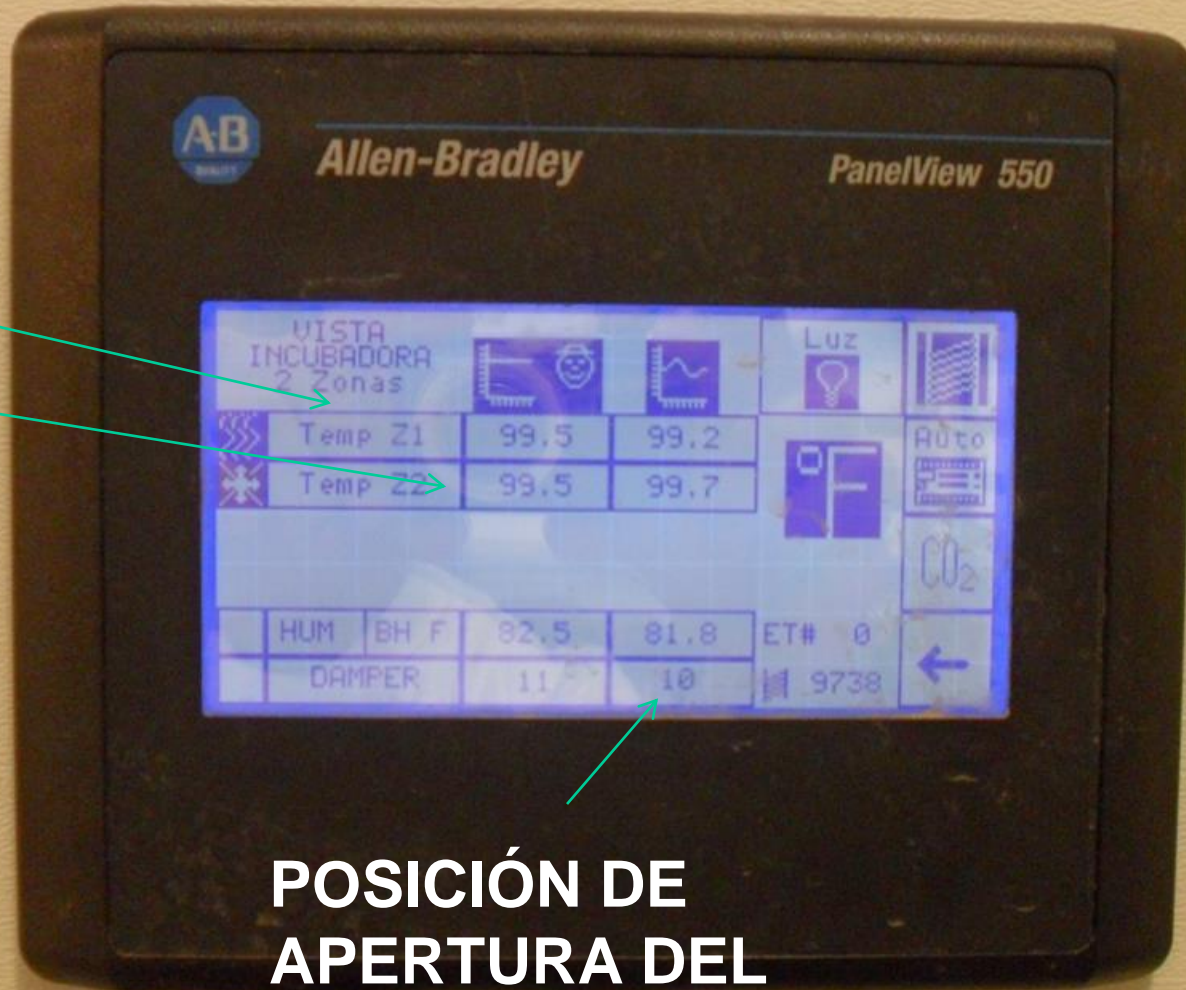 A·B
QUALITY
Allen-Bradley
PanelView 550
VISTA
INCUBADORA
2 Zonas
Luz
Temp Z1 99.5 99.2
Auto
Temp Z2 99.5 99.7
°F
CO₂
HUM BH F 82.5 81.8 ET# 0
DAMPER 11 10 9738
POSICIÓN DE
APERTURA DEL